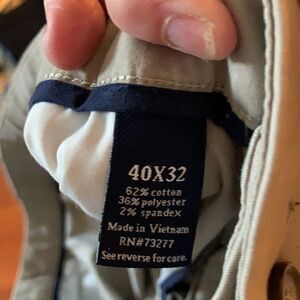 40X32
62% cotton
36% polyester
2% spandex
Made in Vietnam
RN#73277
See reverse for care.